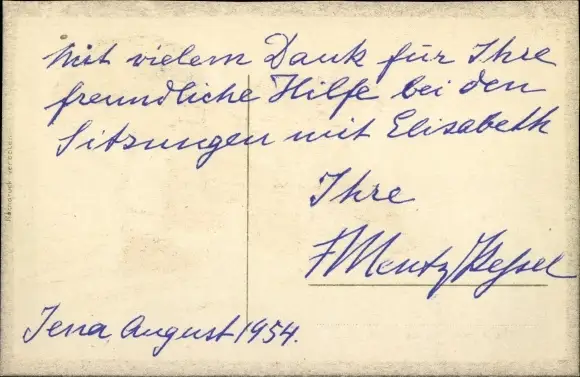 Mit vielem Dank für Ihre
freundliche Hilfe bei den
Sitzungen mit Elisabeth
Ihre
Jena, August 1954.